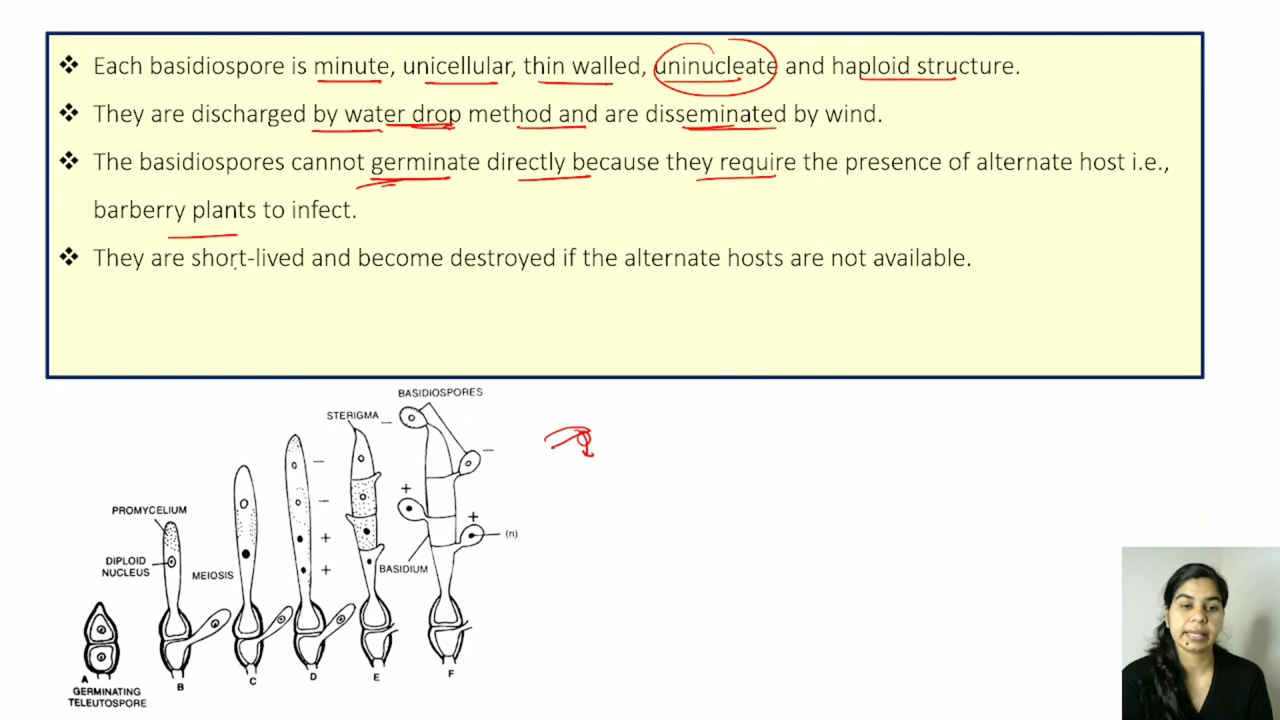 ❖ Each basidiospore is minute, unicellular, thin walled, uninucleate and haploid structure.
❖ They are discharged by water drop method and are disseminated by wind.
❖ The basidiospores cannot germinate directly because they require the presence of alternate host i.e.,
barberry plants to infect.
❖ They are short-lived and become destroyed if the alternate hosts are not available.
BASIDIOSPORES
STERIGMA
PROMYCELIUM
DIPLOID
NUCLEUS
MEIOSIS
BASIDIUM
(n)
− − − −
+ + + +
A B C D E F
GERMINATING
TELEUTOSPORE